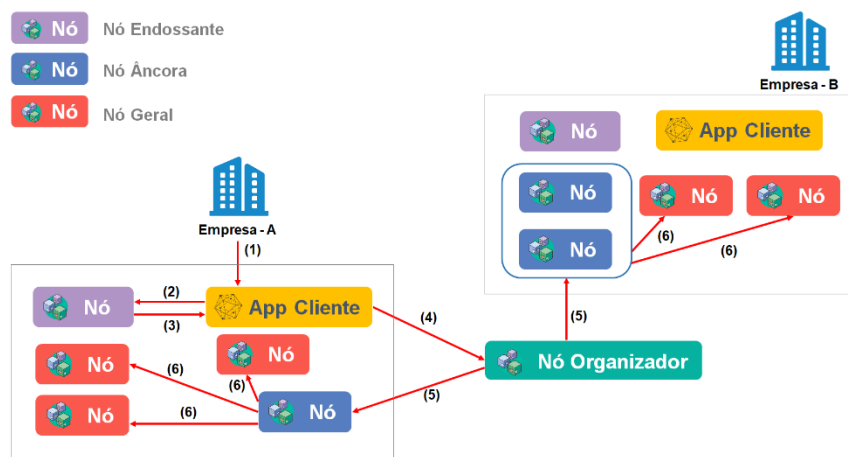 Nó Nó Endossante
Nó Nó Âncora
Nó Nó Geral
Empresa - B
Nó App Cliente
Nó
Nó Nó
Nó
(6)
(6)
Empresa - A
(1)
(2)
Nó App Cliente
(3)
(4)
(5)
Nó
Nó
(6)
(6)
Nó Organizador
(5)
Nó
Nó
(6)